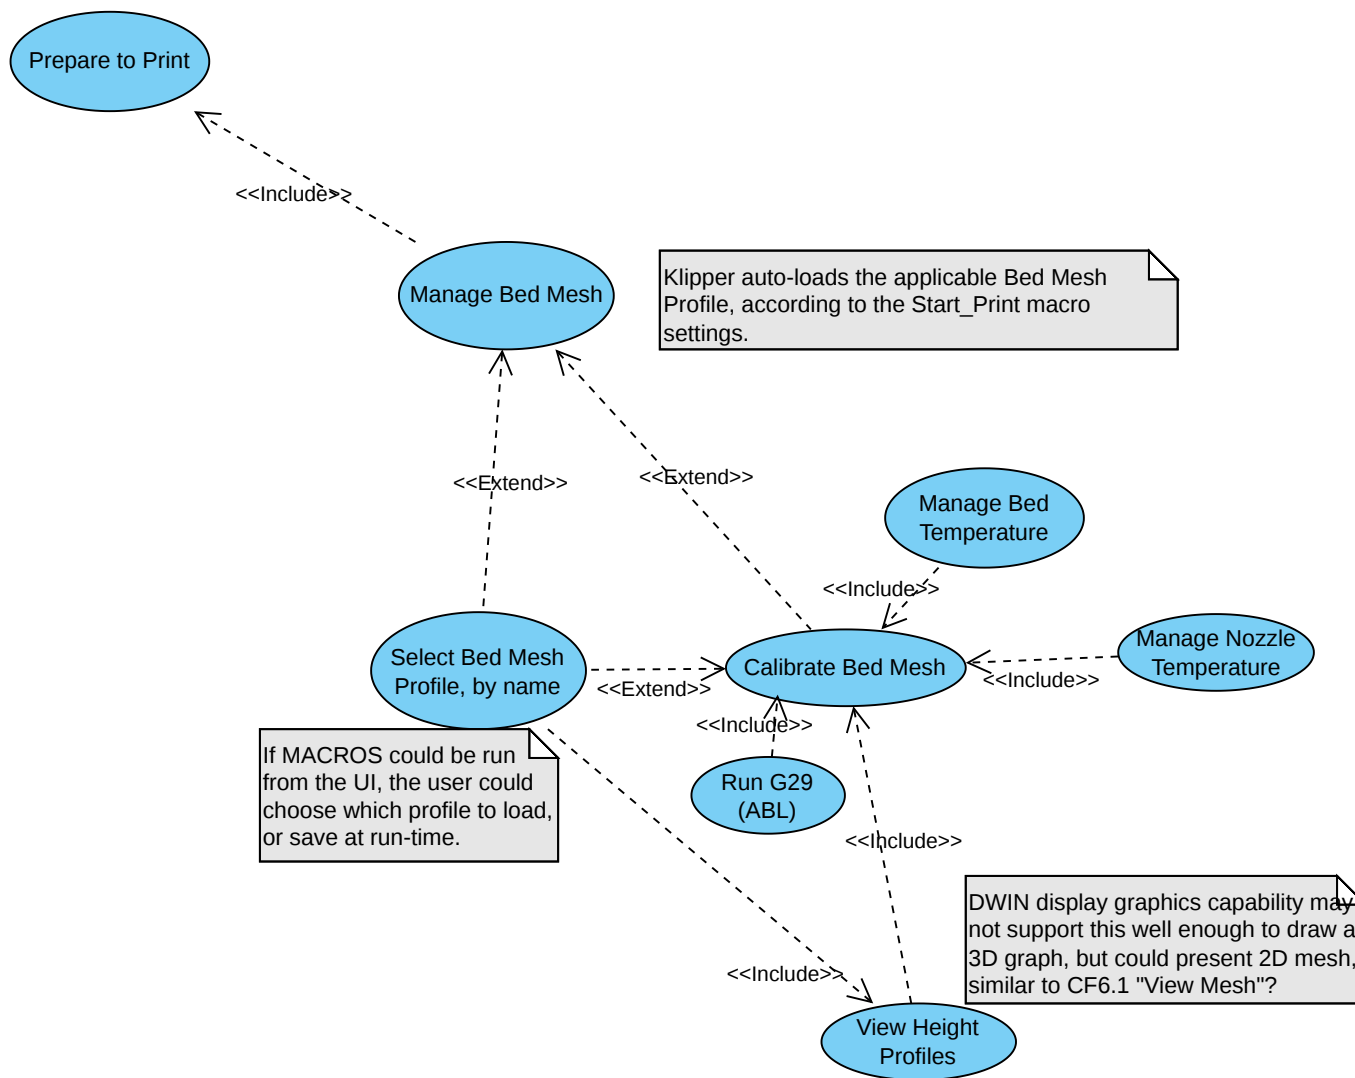 Prepare to Print
<<Include>>
Manage Bed Mesh
Klipper auto-loads the applicable Bed Mesh
Profile, according to the Start_Print macro
settings.
<<Extend>>
<<Extend>>
Manage Bed
Temperature
<<Include>>
Select Bed Mesh
Profile, by name
<<Extend>>
Calibrate Bed Mesh
Manage Nozzle
Temperature
<<Include>>
<<Include>>
If MACROS could be run
from the UI, the user could
choose which profile to load,
or save at run-time.
Run G29
(ABL)
<<Include>>
DWIN display graphics capability may
not support this well enough to draw a
3D graph, but could present 2D mesh,
similar to CF6.1 "View Mesh"?
<<Include>>
View Height
Profiles